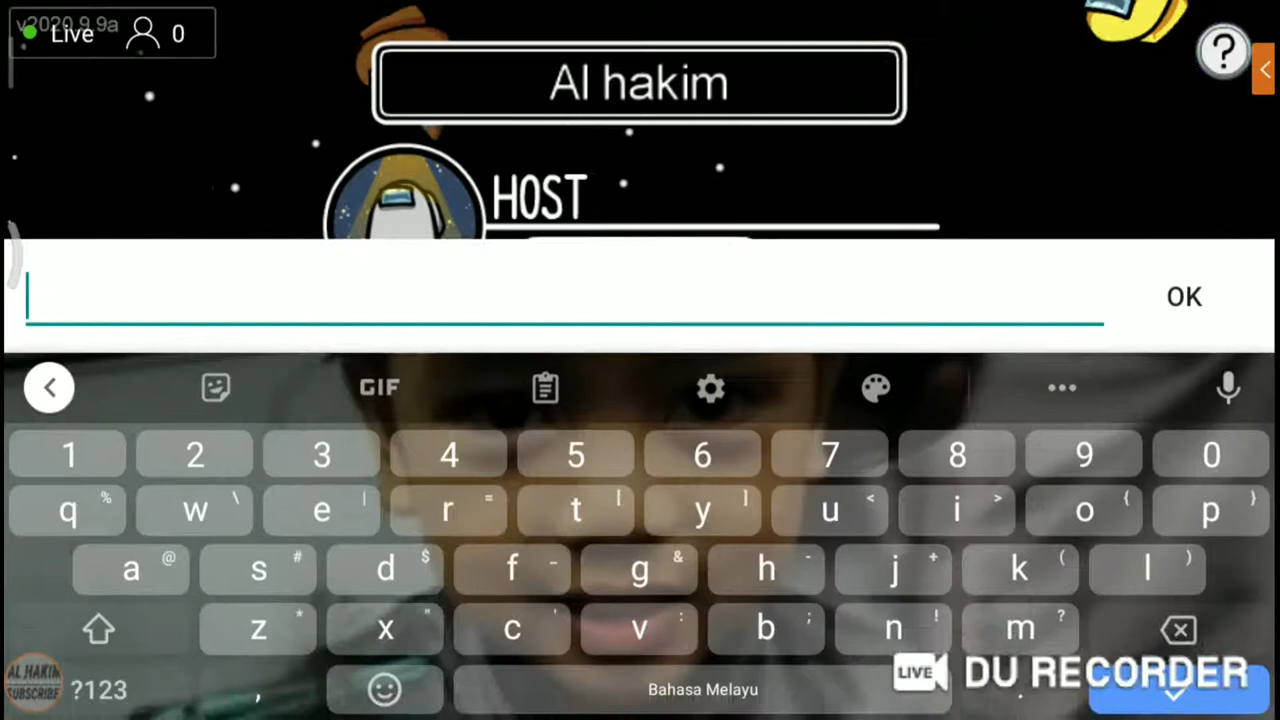 v2020.9.9a
Live 0
?
Al hakim
HOST
OK
GIF
1 2 3 4 5 6 7 8 9 0
q % w \ e | r = t [ y ] u < i > o { p }
a @ s # d $ f - g & h - j + k ( l )
z * x " c ' v : b ; n ! m ?
AL HAKIM
SUBSCRIBE
?123 , Bahasa Melayu .
LIVE DU RECORDER